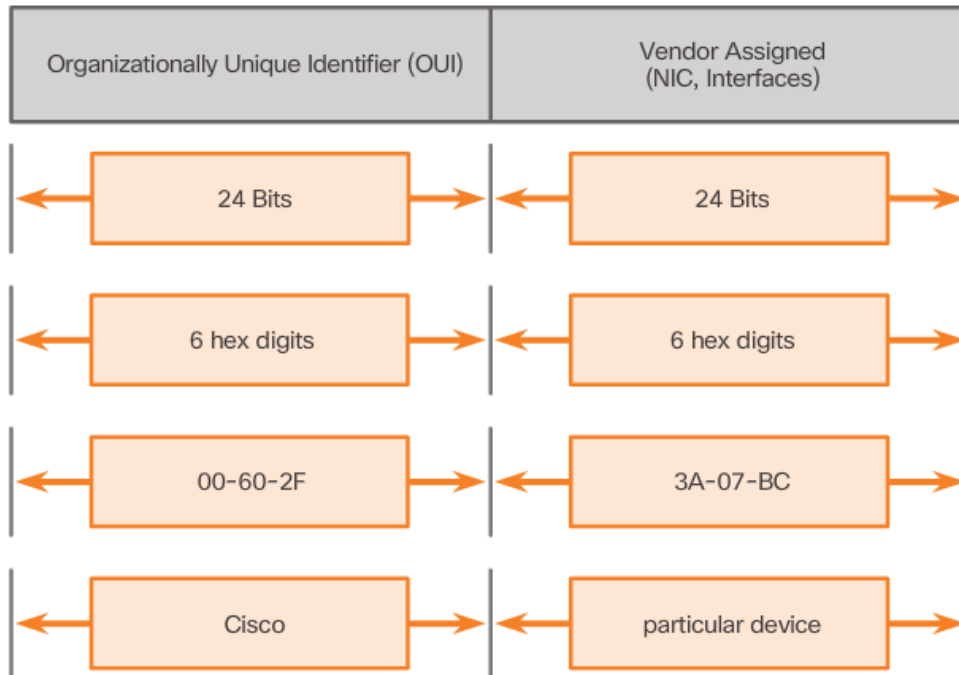 Organizationally Unique Identifier (OUI)
Vendor Assigned
(NIC, Interfaces)
24 Bits
24 Bits
6 hex digits
6 hex digits
00-60-2F
3A-07-BC
Cisco
particular device